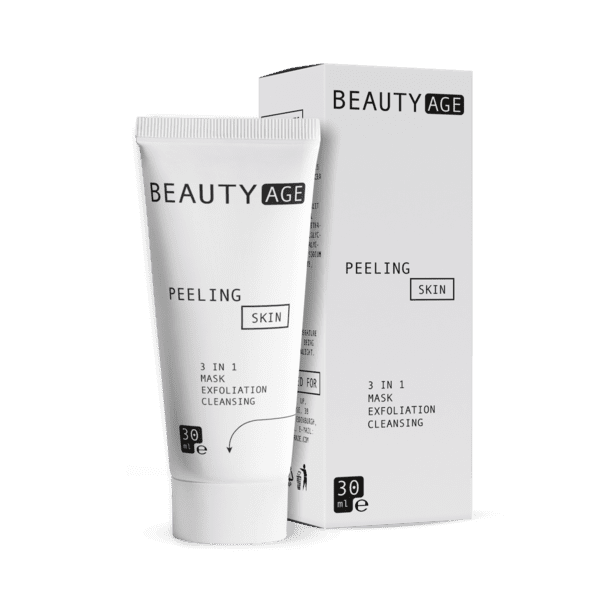 BEAUTY AGE
PEELING
SKIN
3 IN 1
MASK
EXFOLIATION
CLEANSING
30
ml e
BEAUTY AGE
PEELING
SKIN
3 IN 1
MASK
EXFOLIATION
CLEANSING
30
ml e